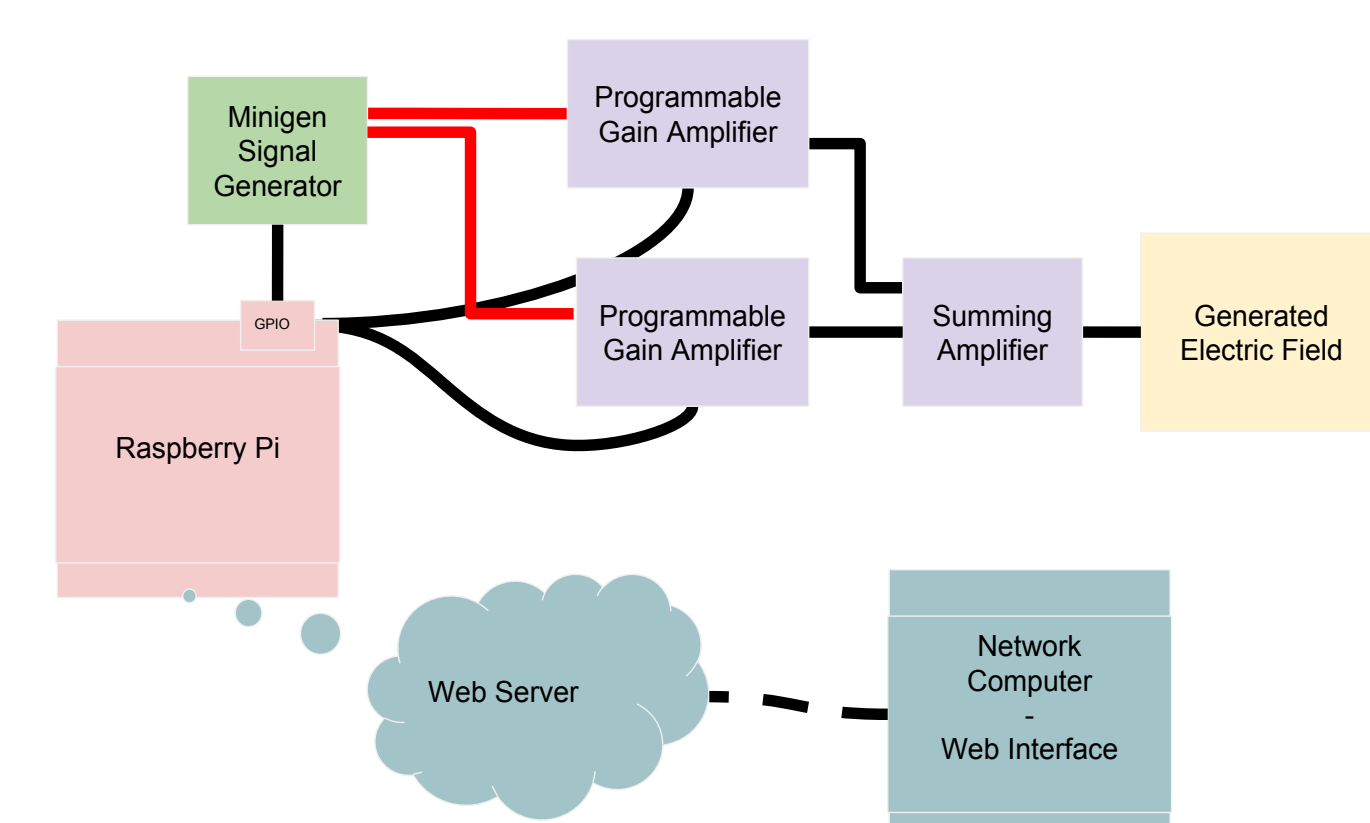 Minigen
Signal
Generator
Programmable
Gain Amplifier
Programmable
Gain Amplifier
Summing
Amplifier
Generated
Electric Field
GPIO
Raspberry Pi
Web Server
Network
Computer
-
Web Interface